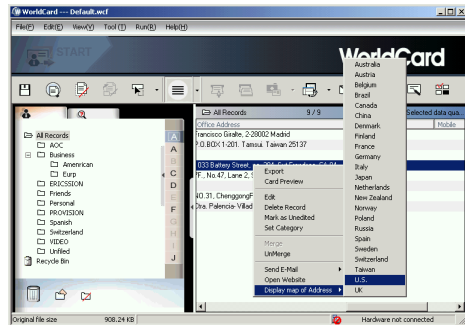 WorldCard --- Default.wcf
File(F) Edit(E) View(V) Tool(T) Run(R) Help(H)
START
WorldCard
All Records 9 / 9 Selected data qua...
Office Address Mobile
Francisco Giralte, 2-28002 Madrid
P.O.BOX 1-201. Tamsui. Taiwan 25137
033 Battery Street,
F., No.47, Lane 2,
NO.31, ChenggongF
Ctra. Palencia- Villad
All Records
AOC
Business
Amenrican
Eurp
ERICSSION
Friends
Personal
PROVISION
Spanish
Switzerland
VIDEO
Unfiled
Recycle Bin
A
A
B
C
D
E
F
G
H
I
J
Export
Card Preview
Edit
Delete Record
Mark as Unedited
Set Category
Merge
UnMerge
Send E-Mail
Open Website
Display map of Address
Australia
Austria
Belgium
Brazil
Canada
China
Denmark
Finland
France
Germany
Italy
Japan
Netherlands
New Zealand
Norway
Poland
Russia
Spain
Sweden
Switzerland
Taiwan
U.S.
UK
Original file size 908.24 KB Hardware not connected